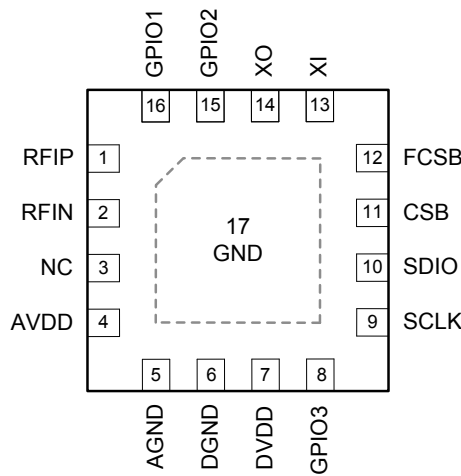 GPIO1
GPIO2
XO
XI
16
15
14
13
RFIP
1
12
FCSB
RFIN
2
17
GND
11
CSB
NC
3
10
SDIO
AVDD
4
9
SCLK
5
6
7
8
AGND
DGND
DVDD
GPIO3